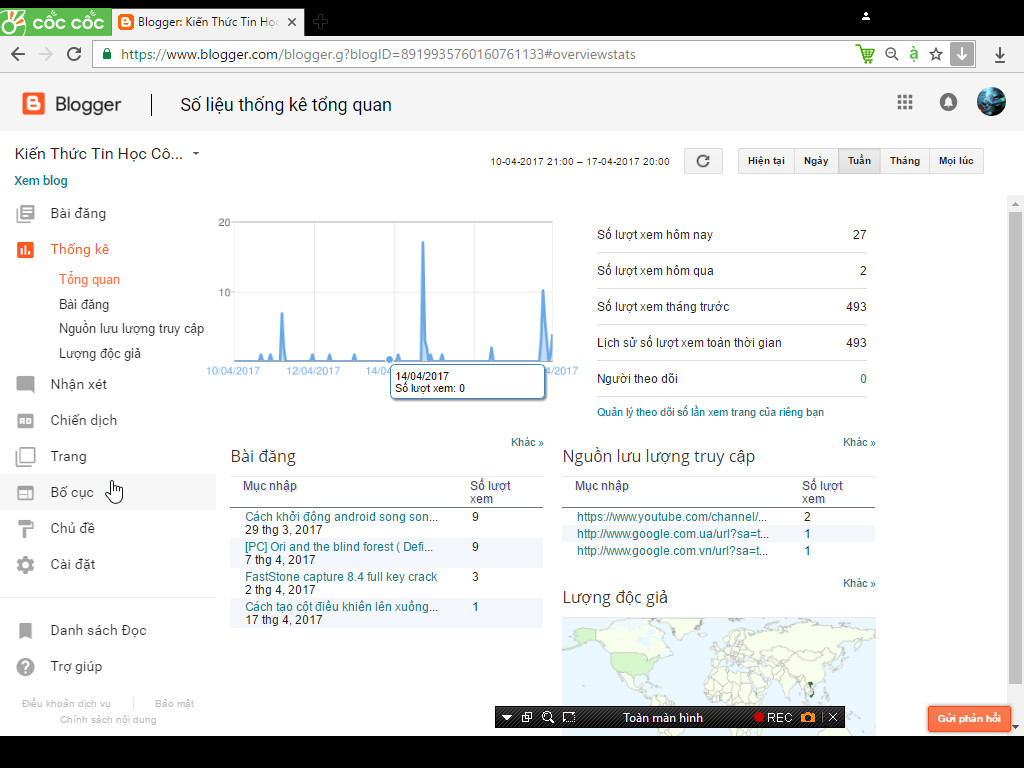 cốc cốc
Blogger: Kiến Thức Tin Học
https://www.blogger.com/blogger.g?blogID=8919935760160761133#overviewstats
Blogger
Số liệu thống kê tổng quan
Kiến Thức Tin Học Cô...
Xem blog
10-04-2017 21:00 – 17-04-2017 20:00
Hiện tại
Ngày
Tuần
Tháng
Mọi lúc
Bài đăng
Thống kê
Tổng quan
Bài đăng
Nguồn lưu lượng truy cập
Lượng độc giả
Nhận xét
Chiến dịch
Trang
Bố cục
Chủ đề
Cài đặt
Danh sách Đọc
Trợ giúp
Điều khoản dịch vụ
Bảo mật
Chính sách nội dung
20
10
10/04/2017
12/04/2017
14/0
/2017
14/04/2017
Số lượt xem: 0
Số lượt xem hôm nay 27
Số lượt xem hôm qua 2
Số lượt xem tháng trước 493
Lịch sử số lượt xem toàn thời gian 493
Người theo dõi 0
Quản lý theo dõi số lần xem trang của riêng bạn
Khác »
Bài đăng
Mục nhập
Số lượt
xem
Cách khởi động android song son... 9
29 thg 3, 2017
[PC] Ori and the blind forest ( Defi... 9
7 thg 4, 2017
FastStone capture 8.4 full key crack 3
2 thg 4, 2017
Cách tạo cột điều khiển lên xuống... 1
17 thg 4, 2017
Khác »
Nguồn lưu lượng truy cập
Mục nhập
Số lượt
xem
https://www.youtube.com/channel/... 2
http://www.google.com.ua/url?sa=t... 1
http://www.google.com.vn/url?sa=t... 1
Khác »
Lượng độc giả
Toàn màn hình
REC
Gửi phản hồi